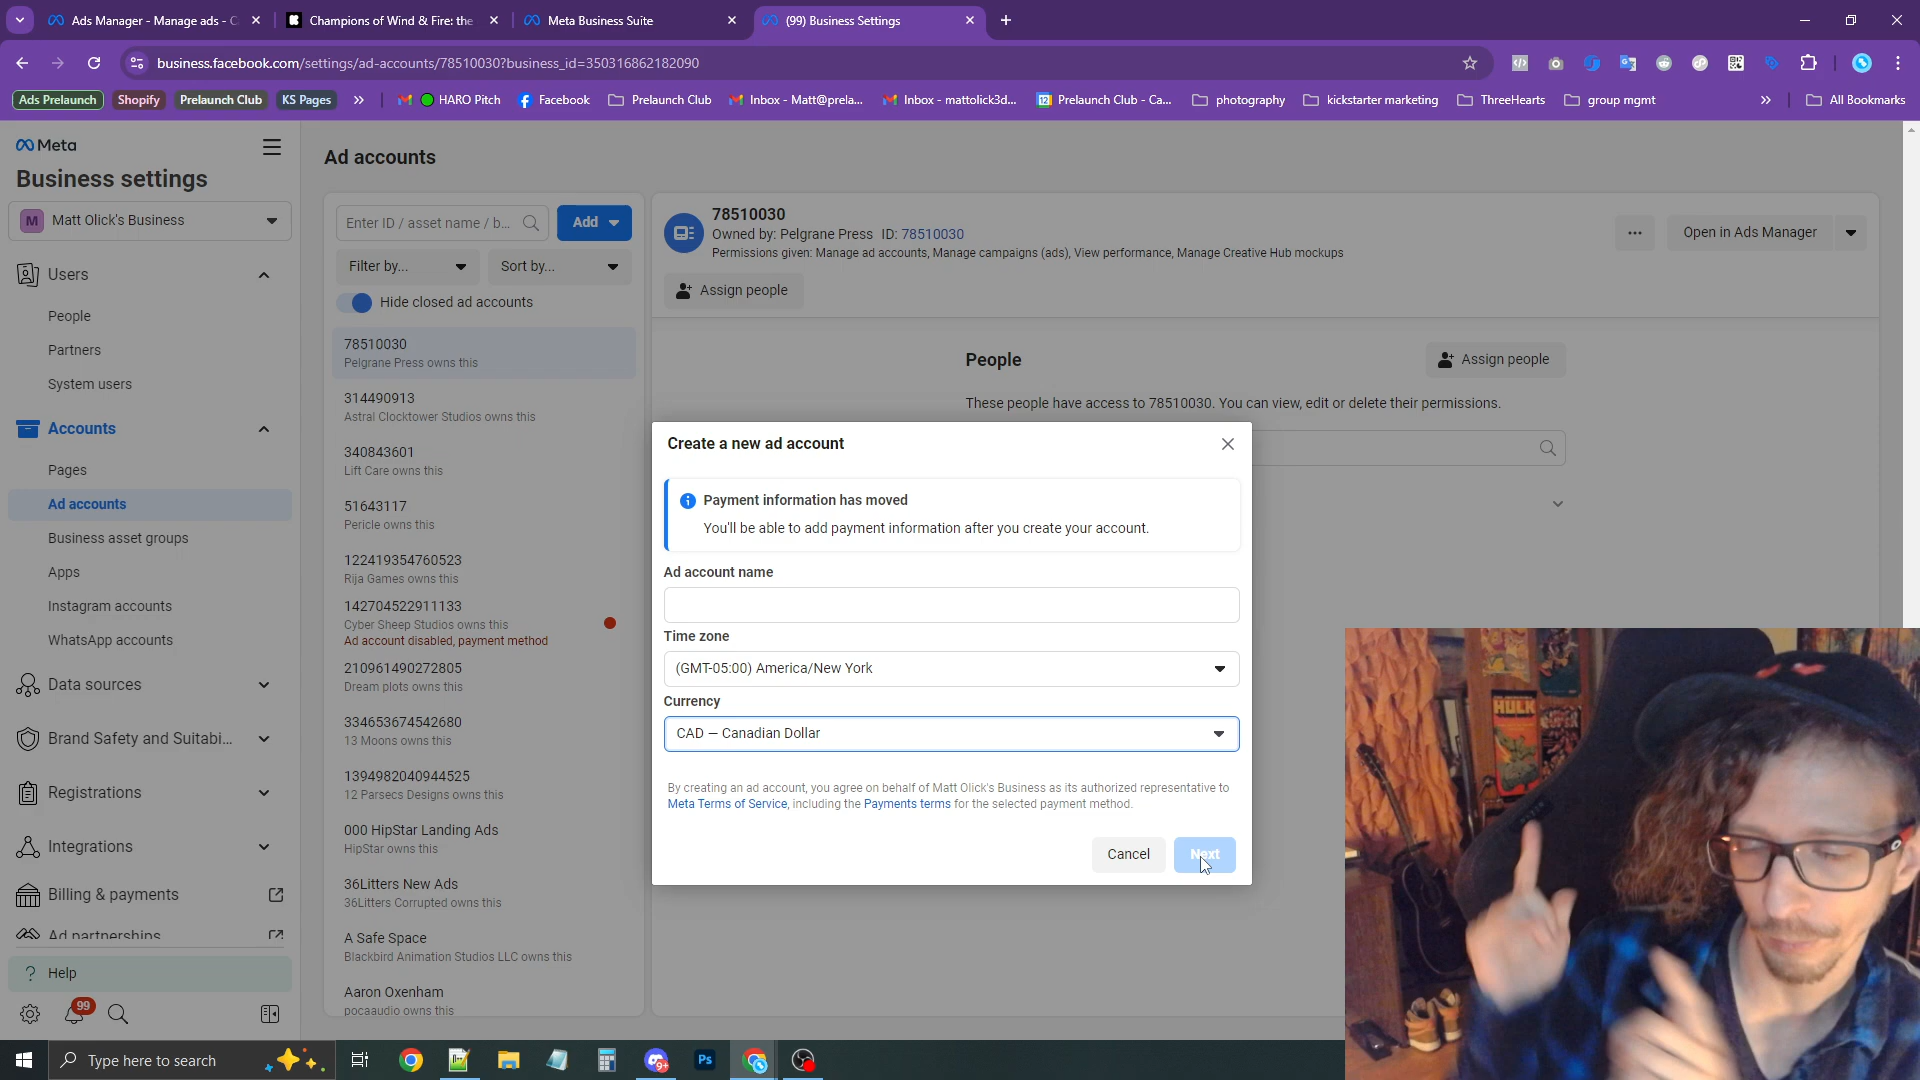 Ads Manager - Manage ads - C
Champions of Wind & Fire: the
Meta Business Suite
(99) Business Settings
business.facebook.com/settings/ad-accounts/78510030?business_id=350316862182090
Ads Prelaunch
Shopify
Prelaunch Club
KS Pages
HARO Pitch
Facebook
Prelaunch Club
Inbox - Matt@prela...
Inbox - mattolick3d...
Prelaunch Club - Ca...
photography
kickstarter marketing
ThreeHearts
group mgmt
All Bookmarks
Meta
Business settings
M Matt Olick's Business
Users
People
Partners
System users
Accounts
Pages
Ad accounts
Business asset groups
Apps
Instagram accounts
WhatsApp accounts
Data sources
Brand Safety and Suitabi...
Registrations
Integrations
Billing & payments
Ad partnerships
? Help
99
Ad accounts
Enter ID / asset name / b...
Add
Filter by...
Sort by...
Hide closed ad accounts
78510030
Pelgrane Press owns this
314490913
Astral Clocktower Studios owns this
340843601
Lift Care owns this
51643117
Pericle owns this
122419354760523
Rija Games owns this
142704522911133
Cyber Sheep Studios owns this
Ad account disabled, payment method
210961490272805
Dream plots owns this
334653674542680
13 Moons owns this
1394982040944525
12 Parsecs Designs owns this
000 HipStar Landing Ads
HipStar owns this
36Litters New Ads
36Litters Corrupted owns this
A Safe Space
Blackbird Animation Studios LLC owns this
Aaron Oxenham
pocaaudio owns this
78510030
Owned by: Pelgrane Press ID: 78510030
Permissions given: Manage ad accounts, Manage campaigns (ads), View performance, Manage Creative Hub mockups
Assign people
Open in Ads Manager
People
Assign people
These people have access to 78510030. You can view, edit or delete their permissions.
Create a new ad account
Payment information has moved
You'll be able to add payment information after you create your account.
Ad account name
Time zone
(GMT-05:00) America/New York
Currency
CAD — Canadian Dollar
By creating an ad account, you agree on behalf of Matt Olick's Business as its authorized representative to
Meta Terms of Service, including the Payments terms for the selected payment method.
Cancel
Next
HULK
Type here to search
9+
Ps